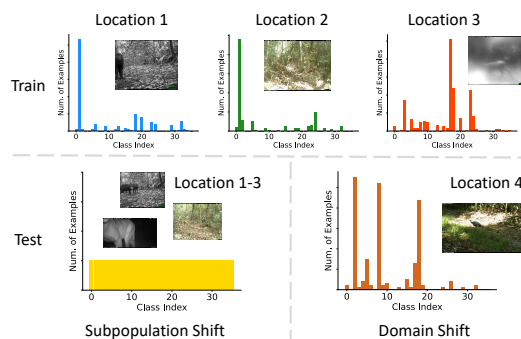 Location 1
Location 2
Location 3
Train
Num. of Examples
0 10 20 30
Class Index
Num. of Examples
0 10 20 30
Class Index
Num. of Examples
0 10 20 30
Class Index
Test
Location 1-3
Num. of Examples
0 10 20 30
Class Index
Subpopulation Shift
Location 4
Num. of Examples
0 10 20 30
Class Index
Domain Shift